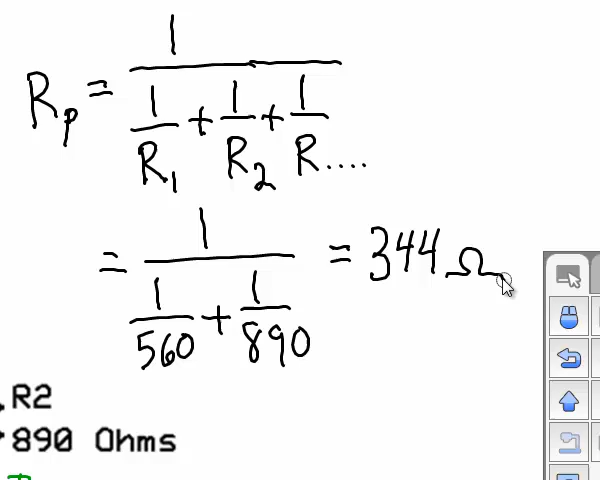 Rp = 1 / (1/R1 + 1/R2 + 1/R....)
= 1 / (1/560 + 1/890) = 344 Ω
R2
890 Ohms